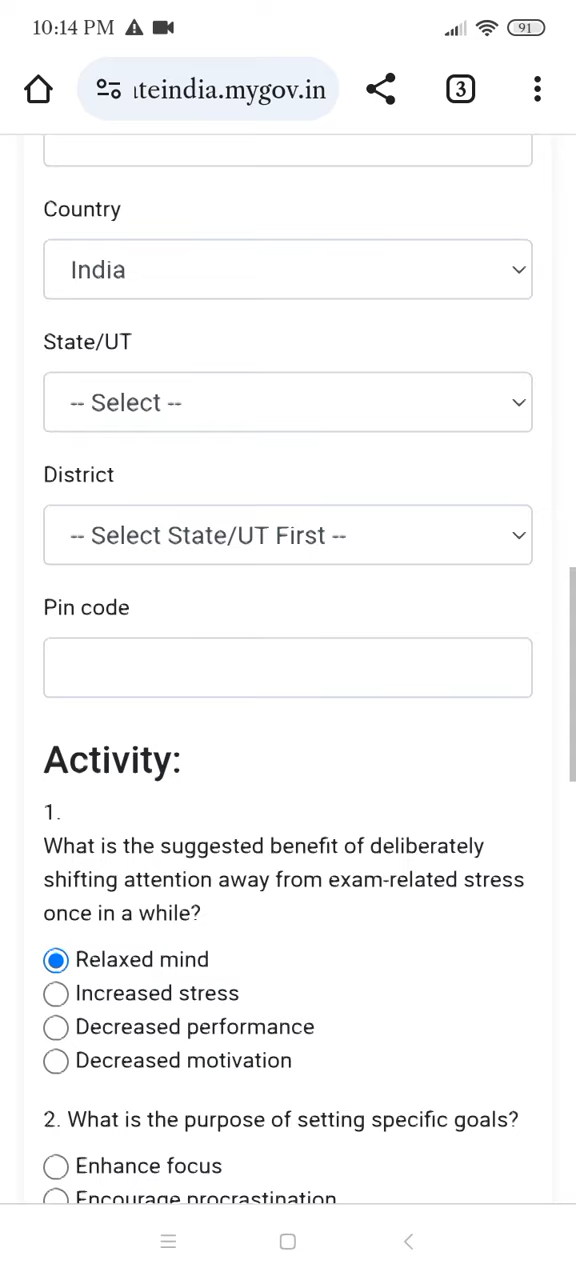 10:14 PM
91
ıteindia.mygov.in
3
Country
India
State/UT
-- Select --
District
-- Select State/UT First --
Pin code
Activity:
1.
What is the suggested benefit of deliberately
shifting attention away from exam-related stress
once in a while?
Relaxed mind
Increased stress
Decreased performance
Decreased motivation
2. What is the purpose of setting specific goals?
Enhance focus
Encourage procrastination